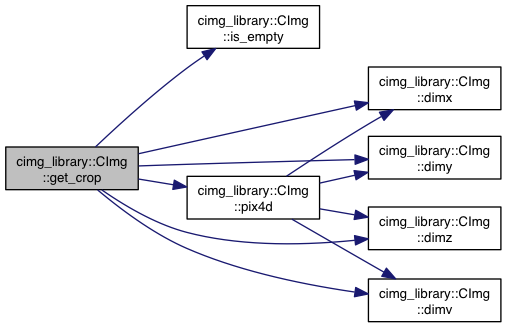 cimg_library::CImg
::is_empty
cimg_library::CImg
::dimx
cimg_library::CImg
::dimy
cimg_library::CImg
::get_crop
cimg_library::CImg
::pix4d
cimg_library::CImg
::dimz
cimg_library::CImg
::dimv